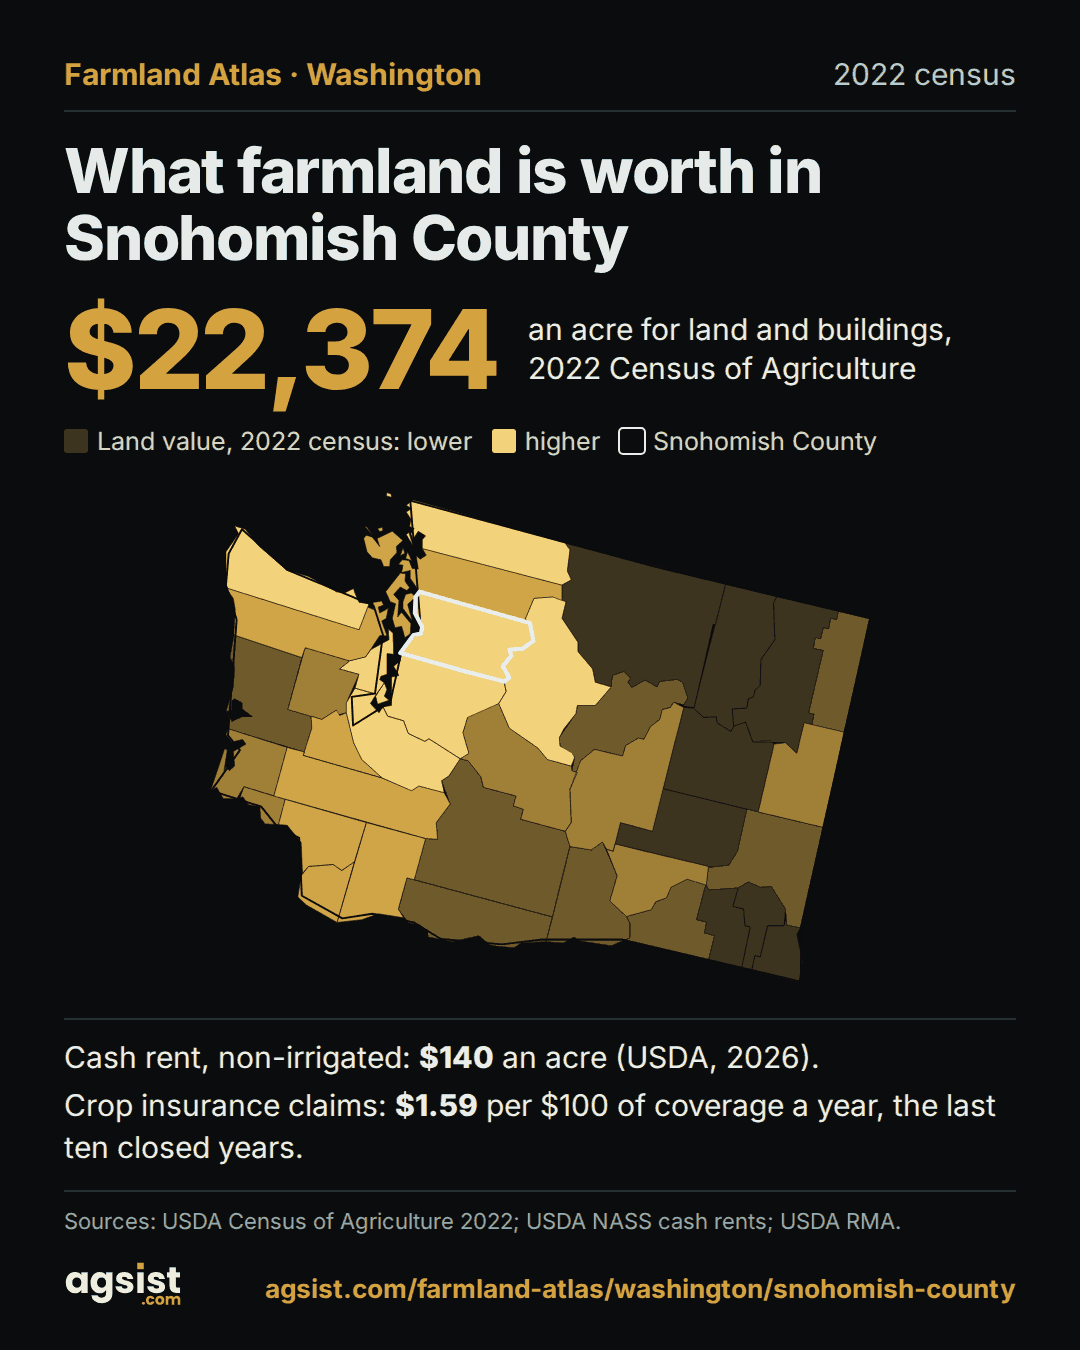 Farmland Atlas · Washington
2022 census
What farmland is worth in
Snohomish County
$22,374
an acre for land and buildings,
2022 Census of Agriculture
Land value, 2022 census: lower
higher
Snohomish County
Cash rent, non-irrigated: $140 an acre (USDA, 2026).
Crop insurance claims: $1.59 per $100 of coverage a year, the last
ten closed years.
Sources: USDA Census of Agriculture 2022; USDA NASS cash rents; USDA RMA.
agsist
.com
agsist.com/farmland-atlas/washington/snohomish-county